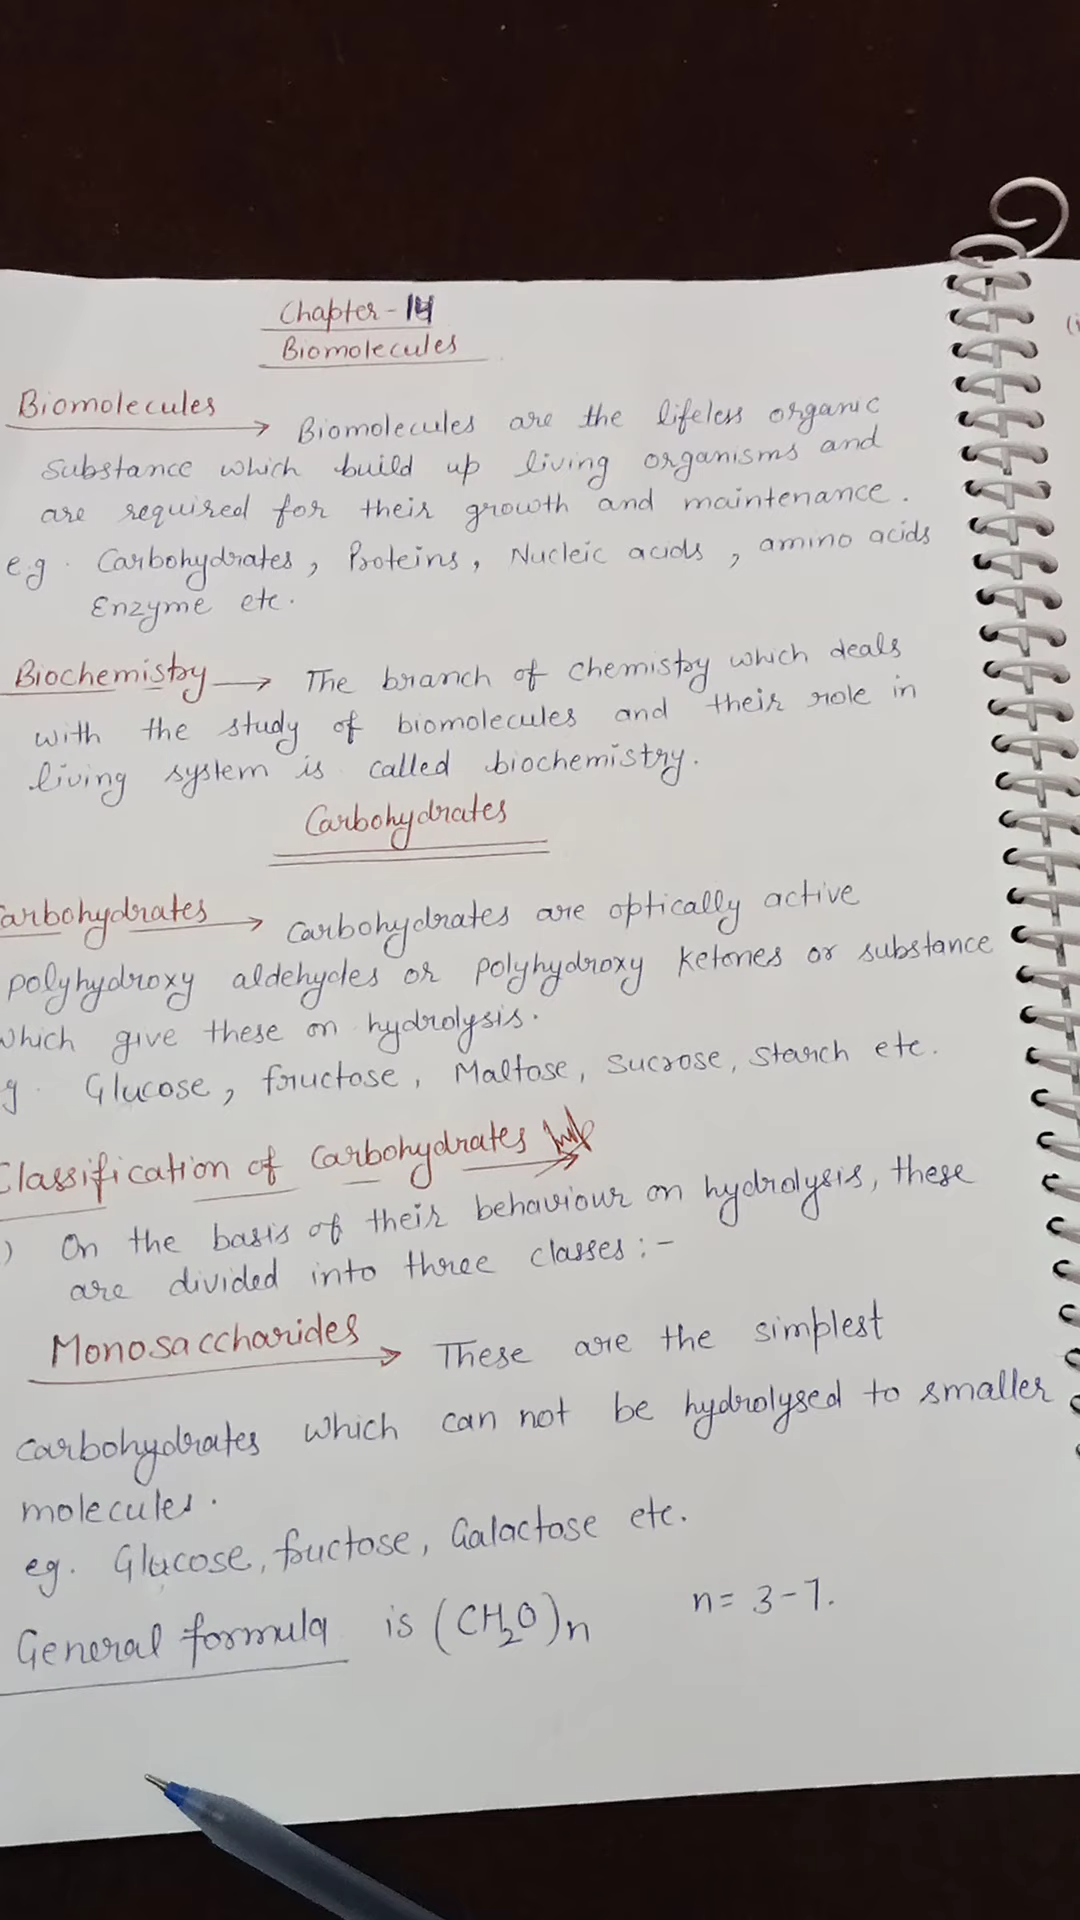 Chapter-14
Biomolecules
Biomolecules → Biomolecules are the lifeless organic
substance which build up living organisms and
are required for their growth and maintenance.
e.g. Carbohydrates, Proteins, Nucleic acids, amino acids
Enzyme etc.
Biochemistry → The branch of chemistry which deals
with the study of biomolecules and their role in
living system is called biochemistry.
Carbohydrates
arbohydrates → Carbohydrates are optically active
polyhydroxy aldehydes or polyhydroxy ketones or substance
which give these on hydrolysis.
g. Glucose, fructose, Maltose, Sucrose, Starch etc.
Classification of Carbohydrates Imp
) On the basis of their behaviour on hydrolysis, these
are divided into three classes:-
Monosaccharides → These are the simplest
carbohydrates which can not be hydrolysed to smaller
molecules.
eg. Glucose, fructose, Galactose etc.
General formula is (CH₂O)n n= 3-7.
(i